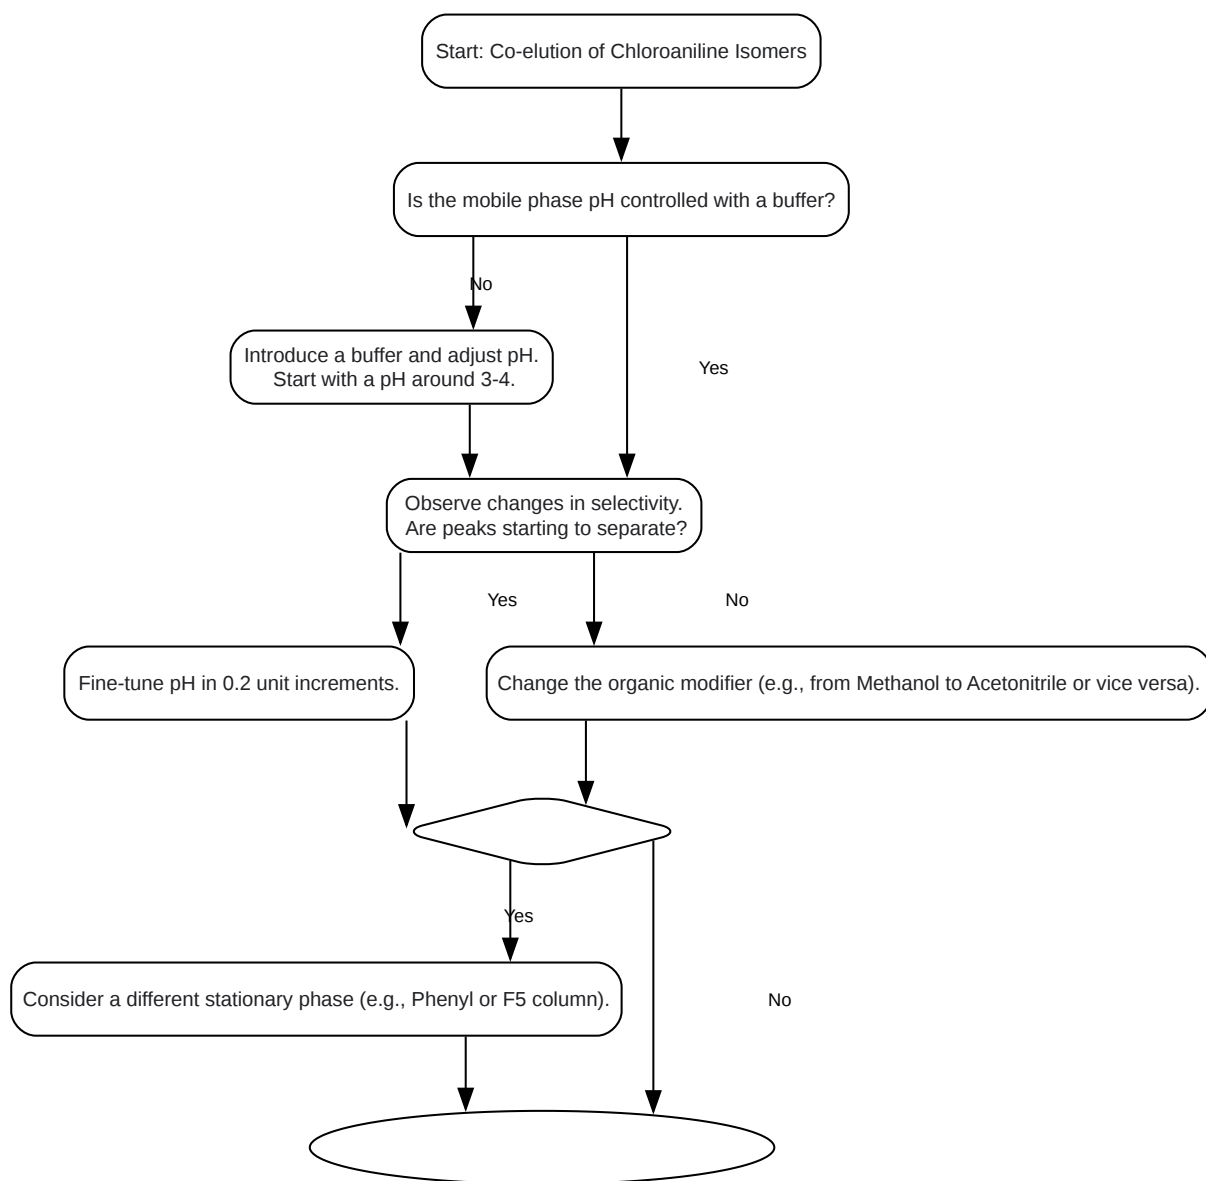 Start: Co-elution of Chloroaniline Isomers
Is the mobile phase pH controlled with a buffer?
No
Introduce a buffer and adjust pH.
Start with a pH around 3-4.
Yes
Observe changes in selectivity.
Are peaks starting to separate?
Yes
No
Fine-tune pH in 0.2 unit increments.
Change the organic modifier (e.g., from Methanol to Acetonitrile or vice versa).
Yes
Consider a different stationary phase (e.g., Phenyl or F5 column).
No